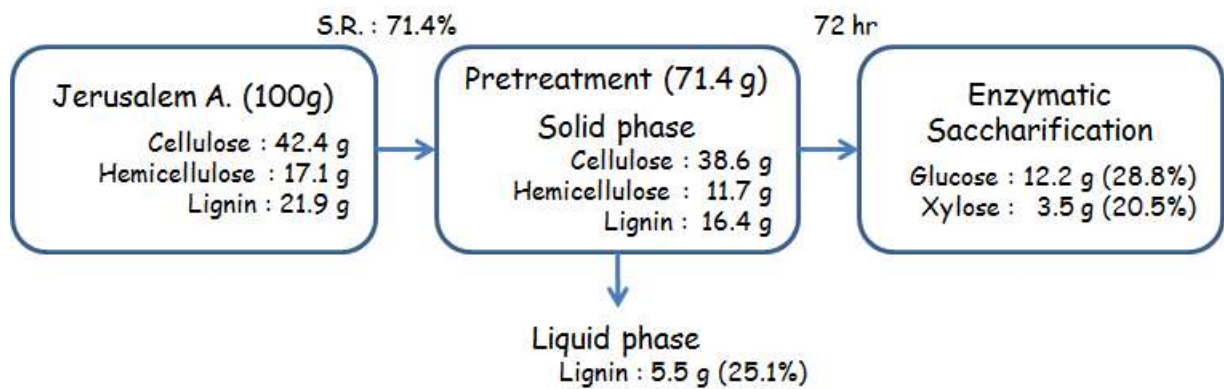 S.R. : 71.4%
72 hr
Jerusalem A. (100g)
Cellulose : 42.4 g
Hemicellulose : 17.1 g
Lignin : 21.9 g
Pretreatment (71.4 g)
Solid phase
Cellulose : 38.6 g
Hemicellulose : 11.7 g
Lignin : 16.4 g
Enzymatic
Saccharification
Glucose : 12.2 g (28.8%)
Xylose : 3.5 g (20.5%)
Liquid phase
Lignin : 5.5 g (25.1%)